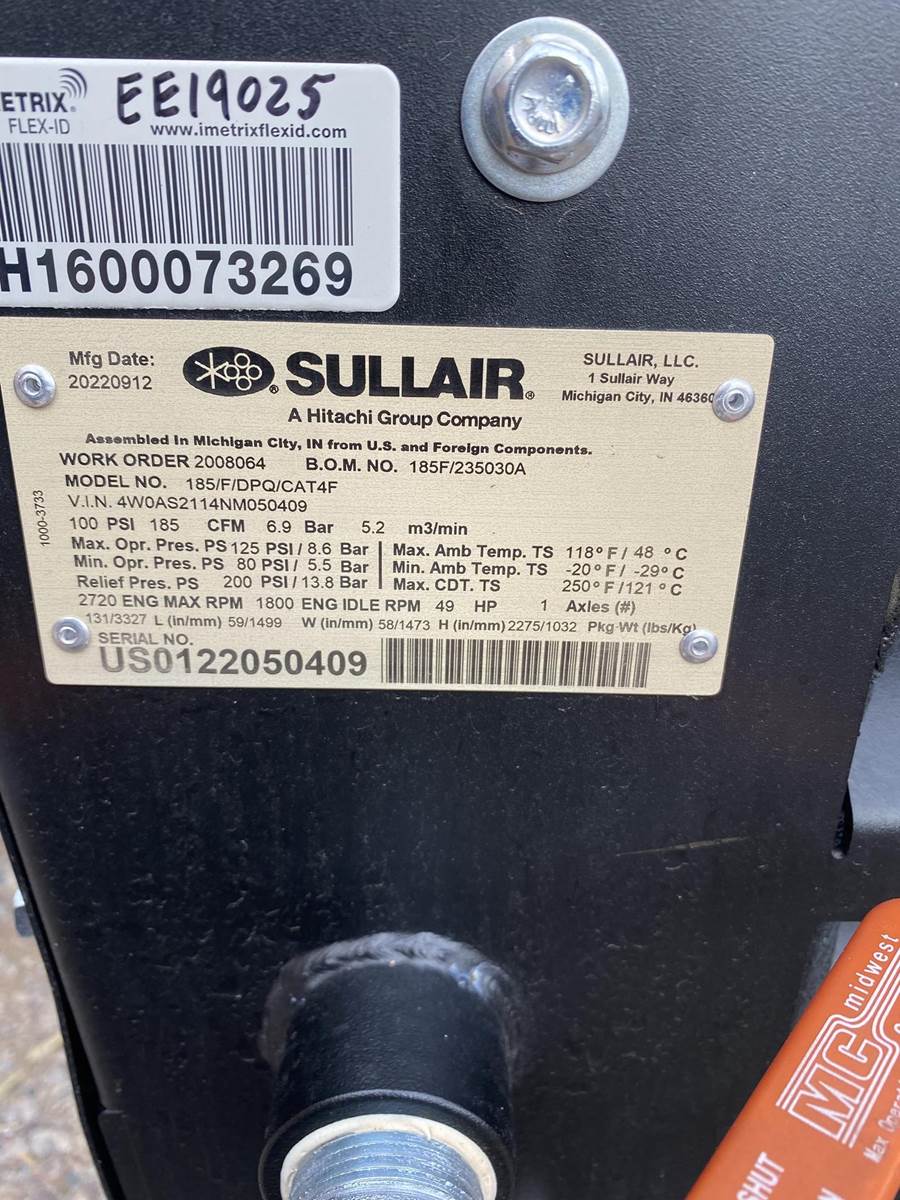 ETRIX®
FLEX-ID
EE19025
www.imetrixflexid.com
H1600073269
Mfg Date:
20220912
SULLAIR®
A Hitachi Group Company
SULLAIR, LLC.
1 Sullair Way
Michigan City, IN 46360
Assembled In Michigan City, IN from U.S. and Foreign Components.
WORK ORDER 2008064 B.O.M. NO. 185F/235030A
MODEL NO. 185/F/DPQ/CAT4F
V.I.N. 4W0AS2114NM050409
100 PSI 185 CFM 6.9 Bar 5.2 m3/min
Max. Opr. Pres. PS 125 PSI / 8.6 Bar
Min. Opr. Pres. PS 80 PSI / 5.5 Bar
Relief Pres. PS 200 PSI / 13.8 Bar
Max. Amb Temp. TS 118° F / 48 ° C
Min. Amb Temp. TS -20° F / -29° C
Max. CDT. TS 250° F /121 ° C
2720 ENG MAX RPM 1800 ENG IDLE RPM 49 HP 1 Axles (#)
131/3327 L (in/mm) 59/1499 W (in/mm) 58/1473 H (in/mm) 2275/1032 Pkg Wt (lbs/Kg)
SERIAL NO.
US0122050409
1000-3733
midwest
MC
Max Operati
SHUT